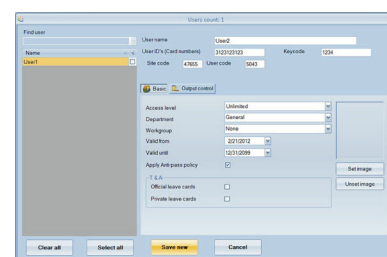 Users count: 1
Find user
Name
User1
User name User2
User ID's (Card numbers) 3123123123 Keycode 1234
Site code 47655 User code 5043
Basic Output control
Access level Unlimited
Department General
Workgroup None
Valid from 2/21/2012
Valid until 12/31/2099
Apply Anti-pass policy
T & A
Official leave cards
Private leave cards
Set image
Unset image
Clear all Select all Save new Cancel